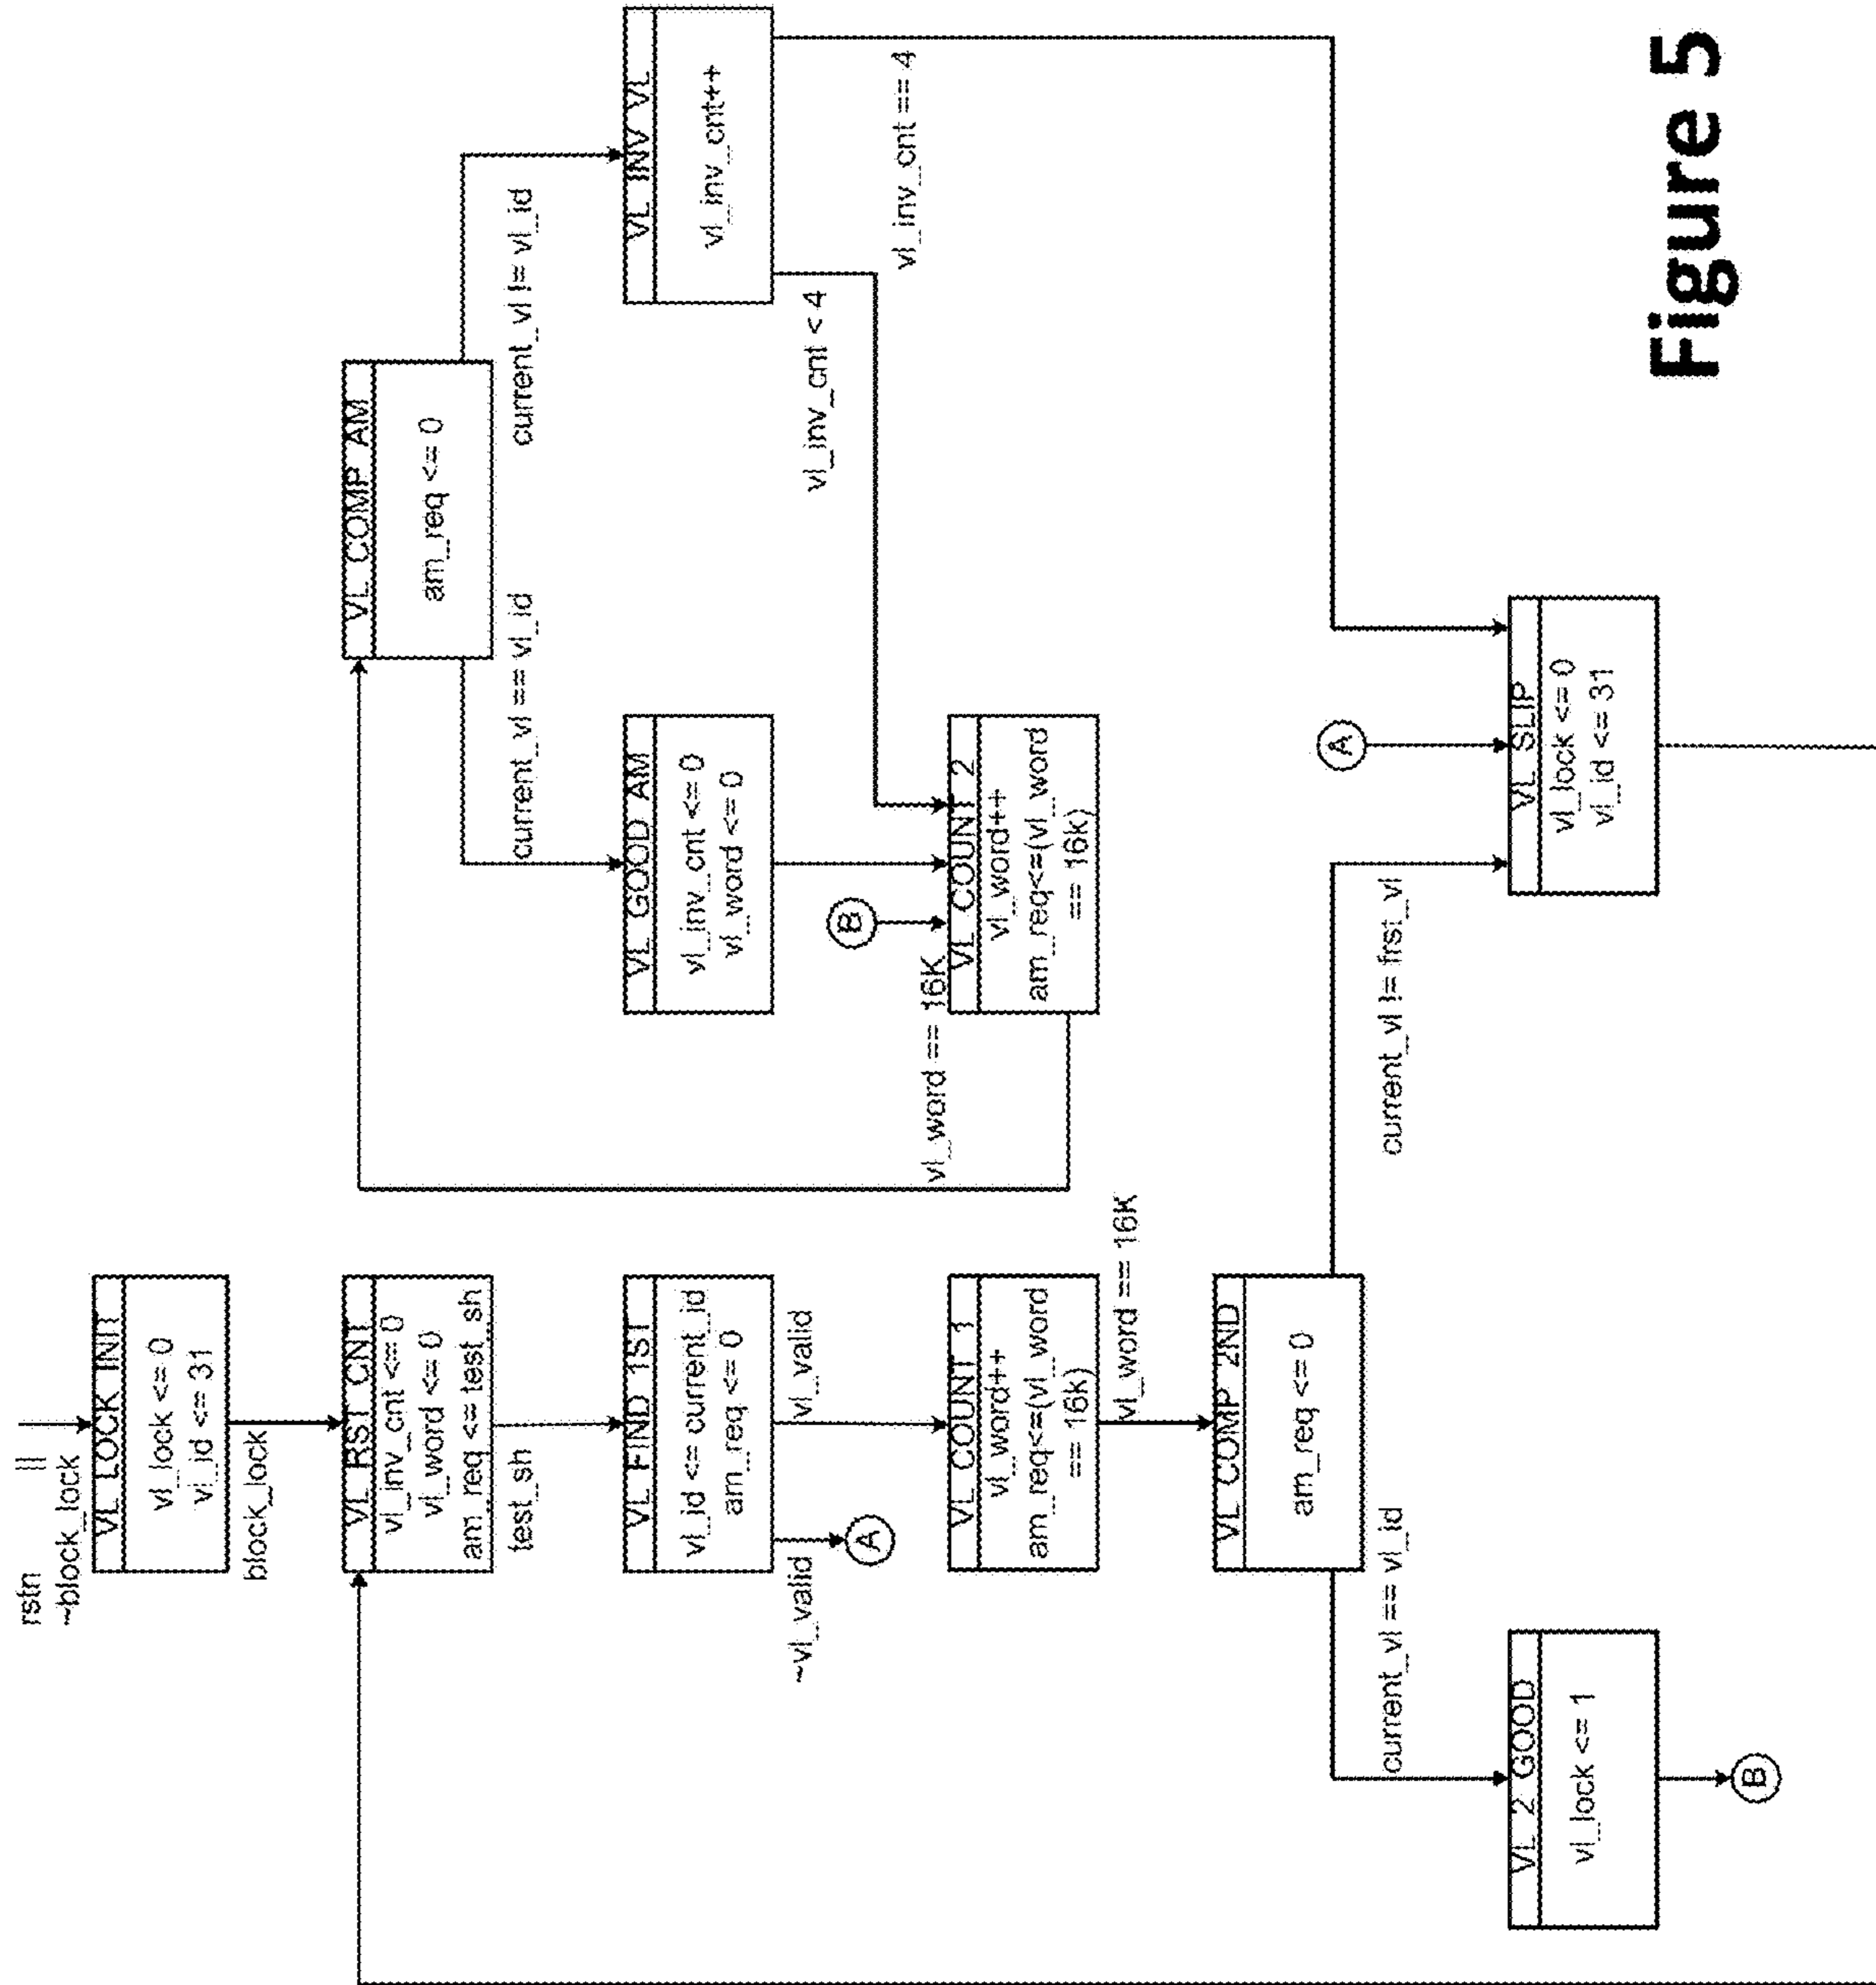 rstn
||
~block_lock
VL_LOCK_INIT
vl_lock <= 0
vl_id <= 31
block_lock
VL_RST_CNT
vl_inv_cnt <= 0
vl_word <= 0
am_req <= test_sh
test_sh
VL_FIND_1ST
vl_id <= current_id
am_req <= 0
~vl_valid
vl_valid
A
VL_COUNT_1
vl_word++
am_req<=(vl_word
== 16k)
vl_word == 16K
VL_COMP_2ND
am_req <= 0
current_vl == vl_id
current_vl != frst_vl
VL_2_GOOD
vl_lock <= 1
B
VL_COMP_AM
am_req <= 0
current_vl == vl_id
current_vl != vl_id
VL_GOOD_AM
vl_inv_cnt <= 0
vl_word <= 0
VL_INV_VL
vl_inv_cnt++
vl_inv_cnt < 4
vl_inv_cnt == 4
B
vl_word == 16K
VL_COUNT_2
vl_word++
am_req<=(vl_word
== 16k)
A
VL_SLIP
vl_lock <= 0
vl_id <= 31
Figure 5